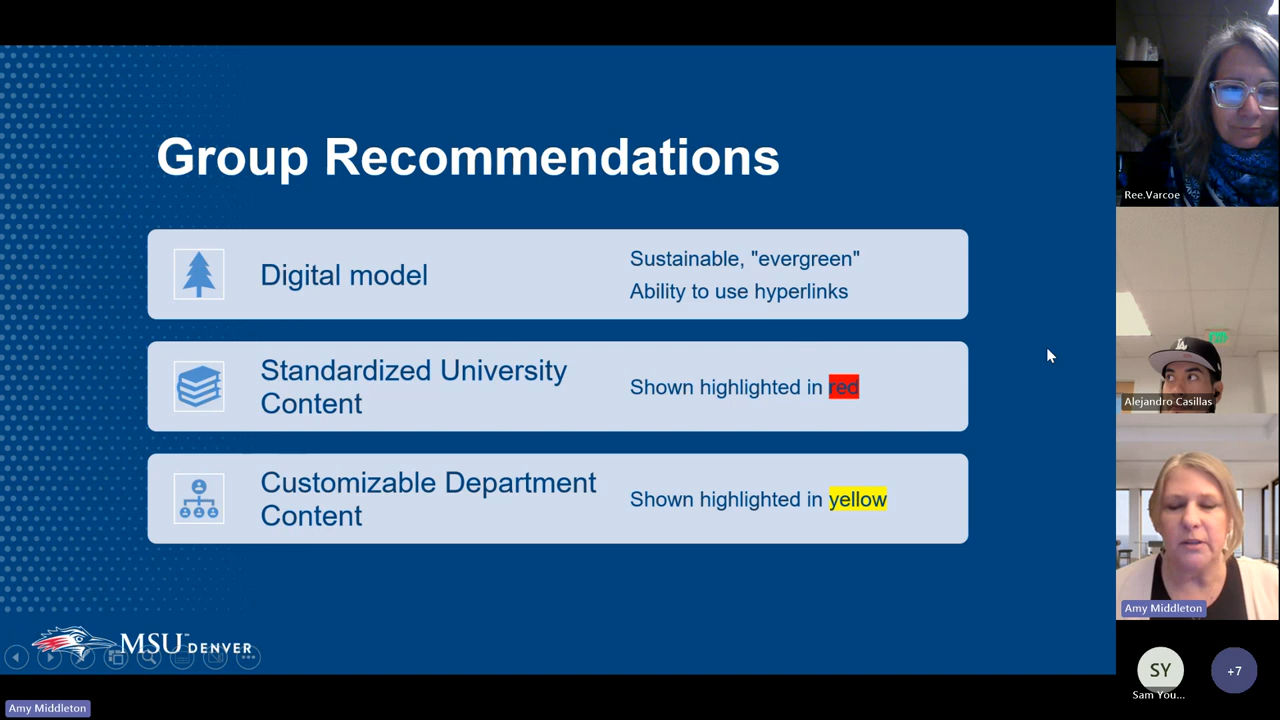 Group Recommendations
Digital model
Sustainable, "evergreen"
Ability to use hyperlinks
Standardized University
Content
Shown highlighted in red
Customizable Department
Content
Shown highlighted in yellow
MSU DENVER
Amy Middleton
Ree.Varcoe
LA
Alejandro Casillas
Amy Middleton
SY
Sam You...
+7